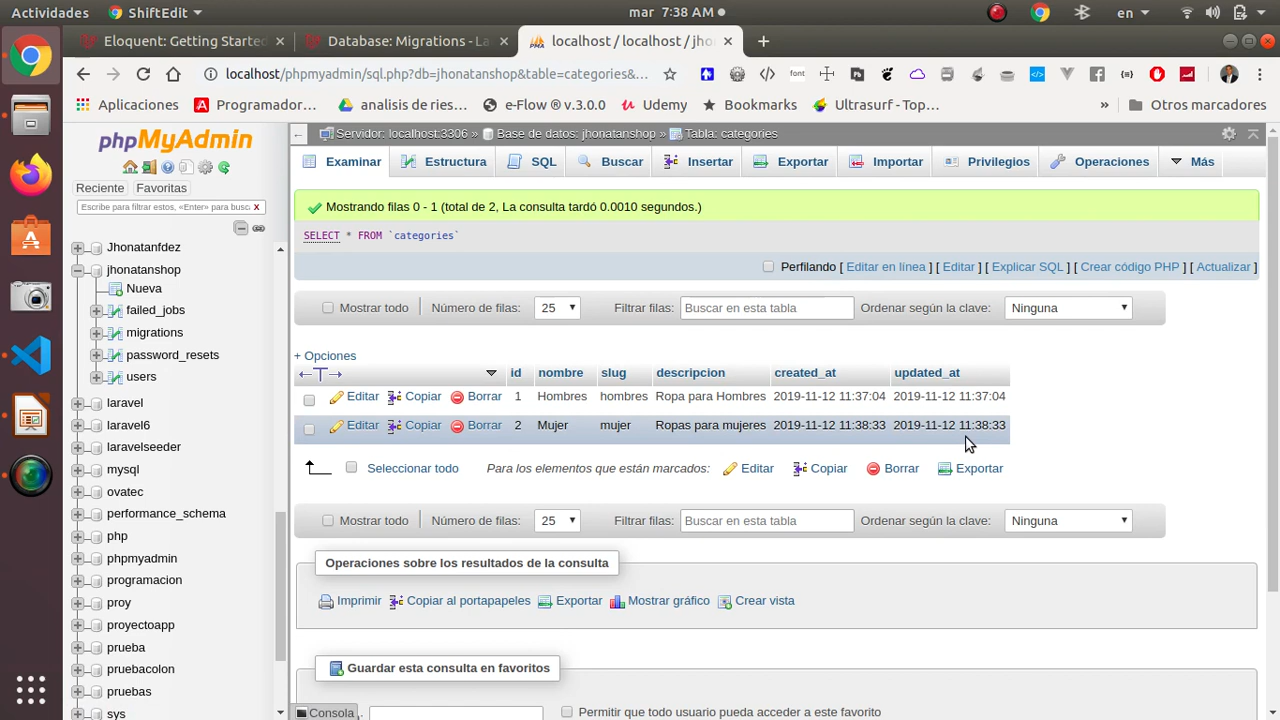 Actividades
ShiftEdit
mar 7:38 AM
en
Eloquent: Getting Started
Database: Migrations - La
localhost / localhost / jho
localhost/phpmyadmin/sql.php?db=jhonatanshop&table=categories&...
font
Aplicaciones
Programador...
analisis de ries...
e-Flow ® v.3.0.0
Udemy
Bookmarks
Ultrasurf - Top...
»
Otros marcadores
phpMyAdmin
Reciente
Favoritas
Escribe para filtrar estos, «Enter» para busca
X
Jhonatanfdez
jhonatanshop
Nueva
failed_jobs
migrations
password_resets
users
laravel
laravel6
laravelseeder
mysql
ovatec
performance_schema
php
phpmyadmin
programacion
proy
proyectoapp
prueba
pruebacolon
pruebas
sys
Servidor: localhost:3306 » Base de datos: jhonatanshop » Tabla: categories
Examinar
Estructura
SQL
Buscar
Insertar
Exportar
Importar
Privilegios
Operaciones
Más
Mostrando filas 0 - 1 (total de 2, La consulta tardó 0.0010 segundos.)
SELECT * FROM `categories`
Perfilando [ Editar en línea ] [ Editar ] [ Explicar SQL ] [ Crear código PHP ] [ Actualizar ]
Mostrar todo | Número de filas: 25 Filtrar filas: Buscar en esta tabla Ordenar según la clave: Ninguna
+ Opciones
id nombre slug descripcion created_at updated_at
Editar Copiar Borrar 1 Hombres hombres Ropa para Hombres 2019-11-12 11:37:04 2019-11-12 11:37:04
Editar Copiar Borrar 2 Mujer mujer Ropas para mujeres 2019-11-12 11:38:33 2019-11-12 11:38:33
Seleccionar todo Para los elementos que están marcados: Editar Copiar Borrar Exportar
Mostrar todo | Número de filas: 25 Filtrar filas: Buscar en esta tabla Ordenar según la clave: Ninguna
Operaciones sobre los resultados de la consulta
Imprimir Copiar al portapapeles Exportar Mostrar gráfico Crear vista
Guardar esta consulta en favoritos
Consola
Permitir que todo usuario pueda acceder a este favorito